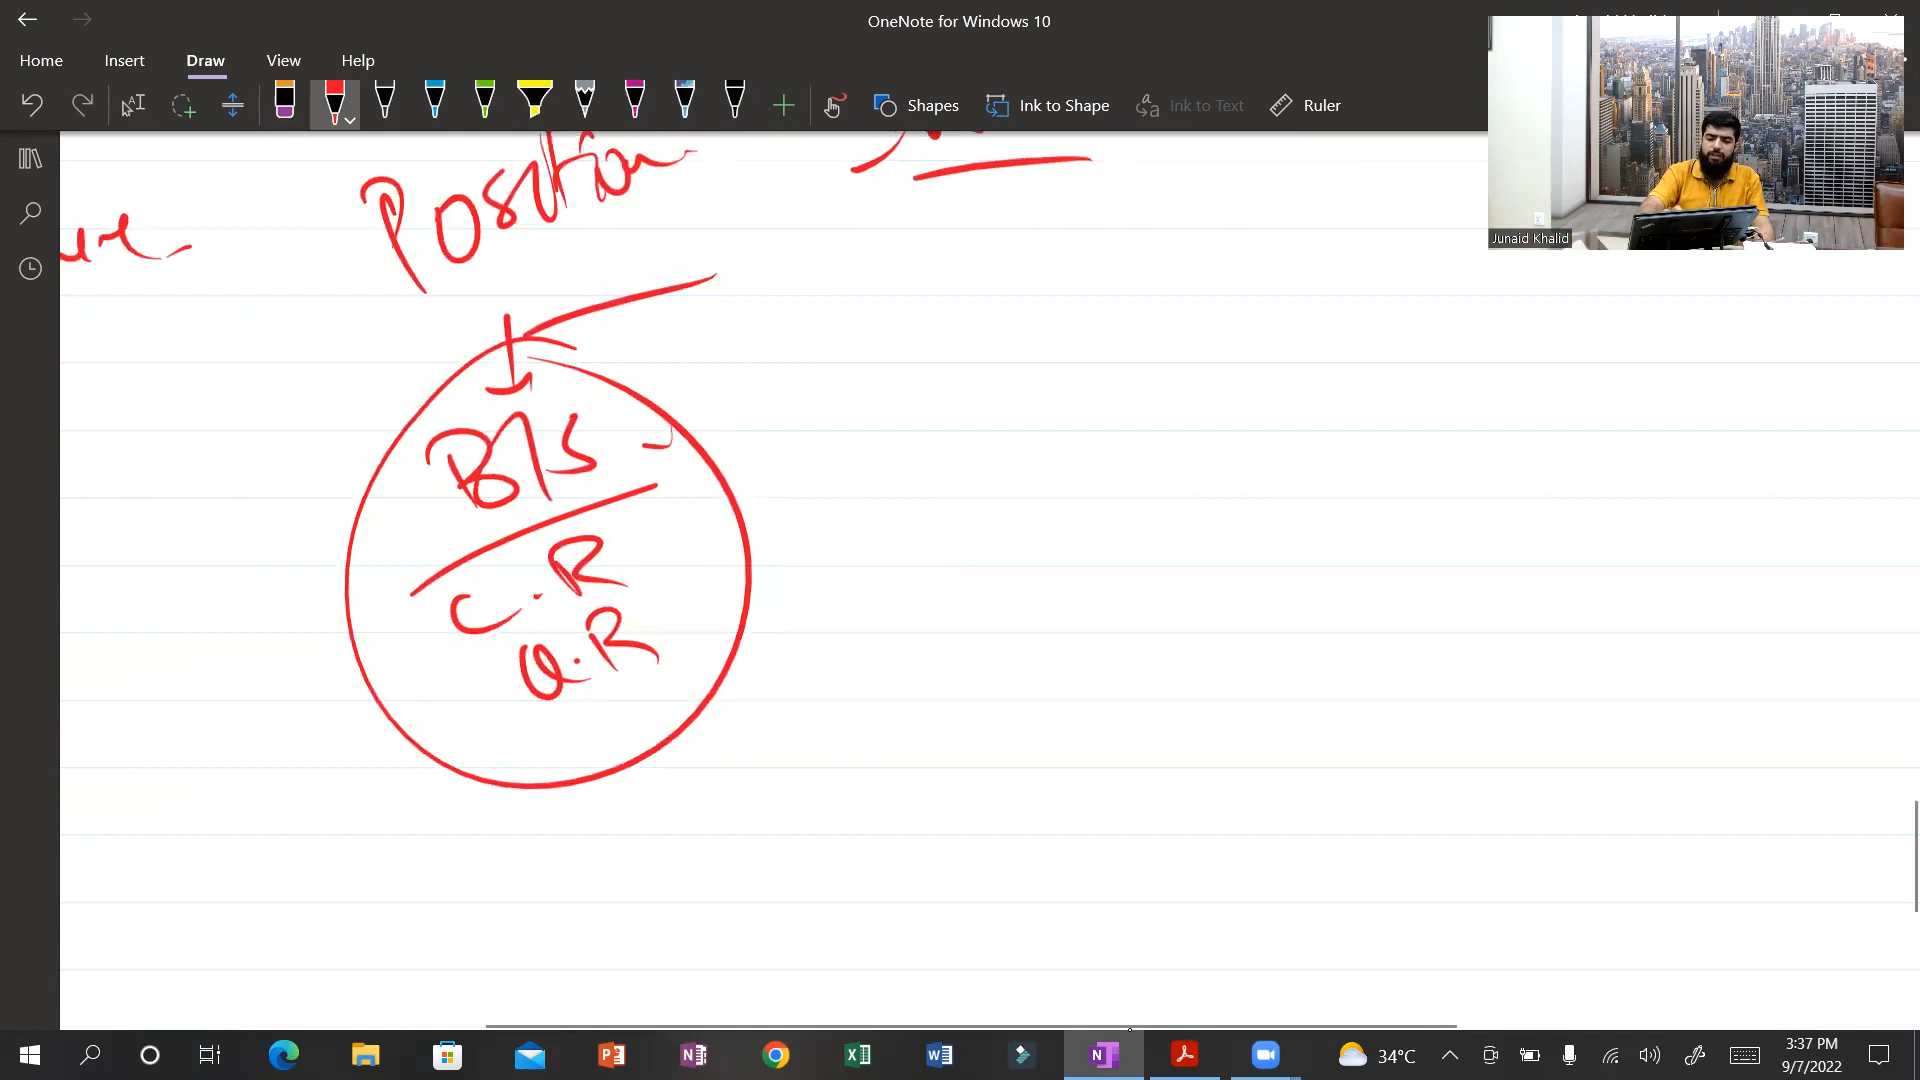 OneNote for Windows 10
Home Insert Draw View Help
Shapes Ink to Shape Ink to Text Ruler
Junaid Khalid
Position
B/S
C.R
Q.R
34°C
3:37 PM
9/7/2022